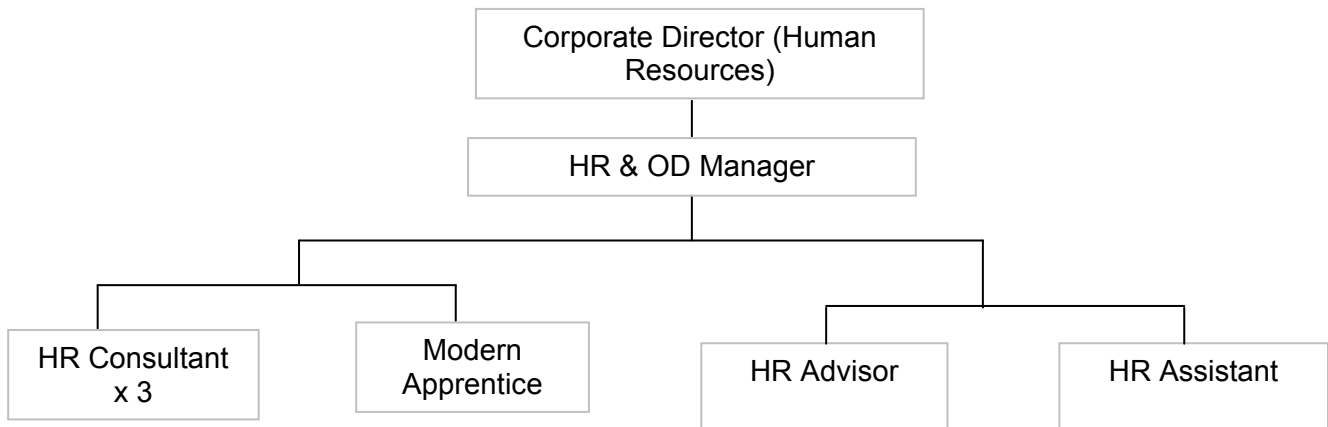 Corporate Director (Human
Resources)
HR & OD Manager
HR Consultant
x 3
Modern
Apprentice
HR Advisor
HR Assistant